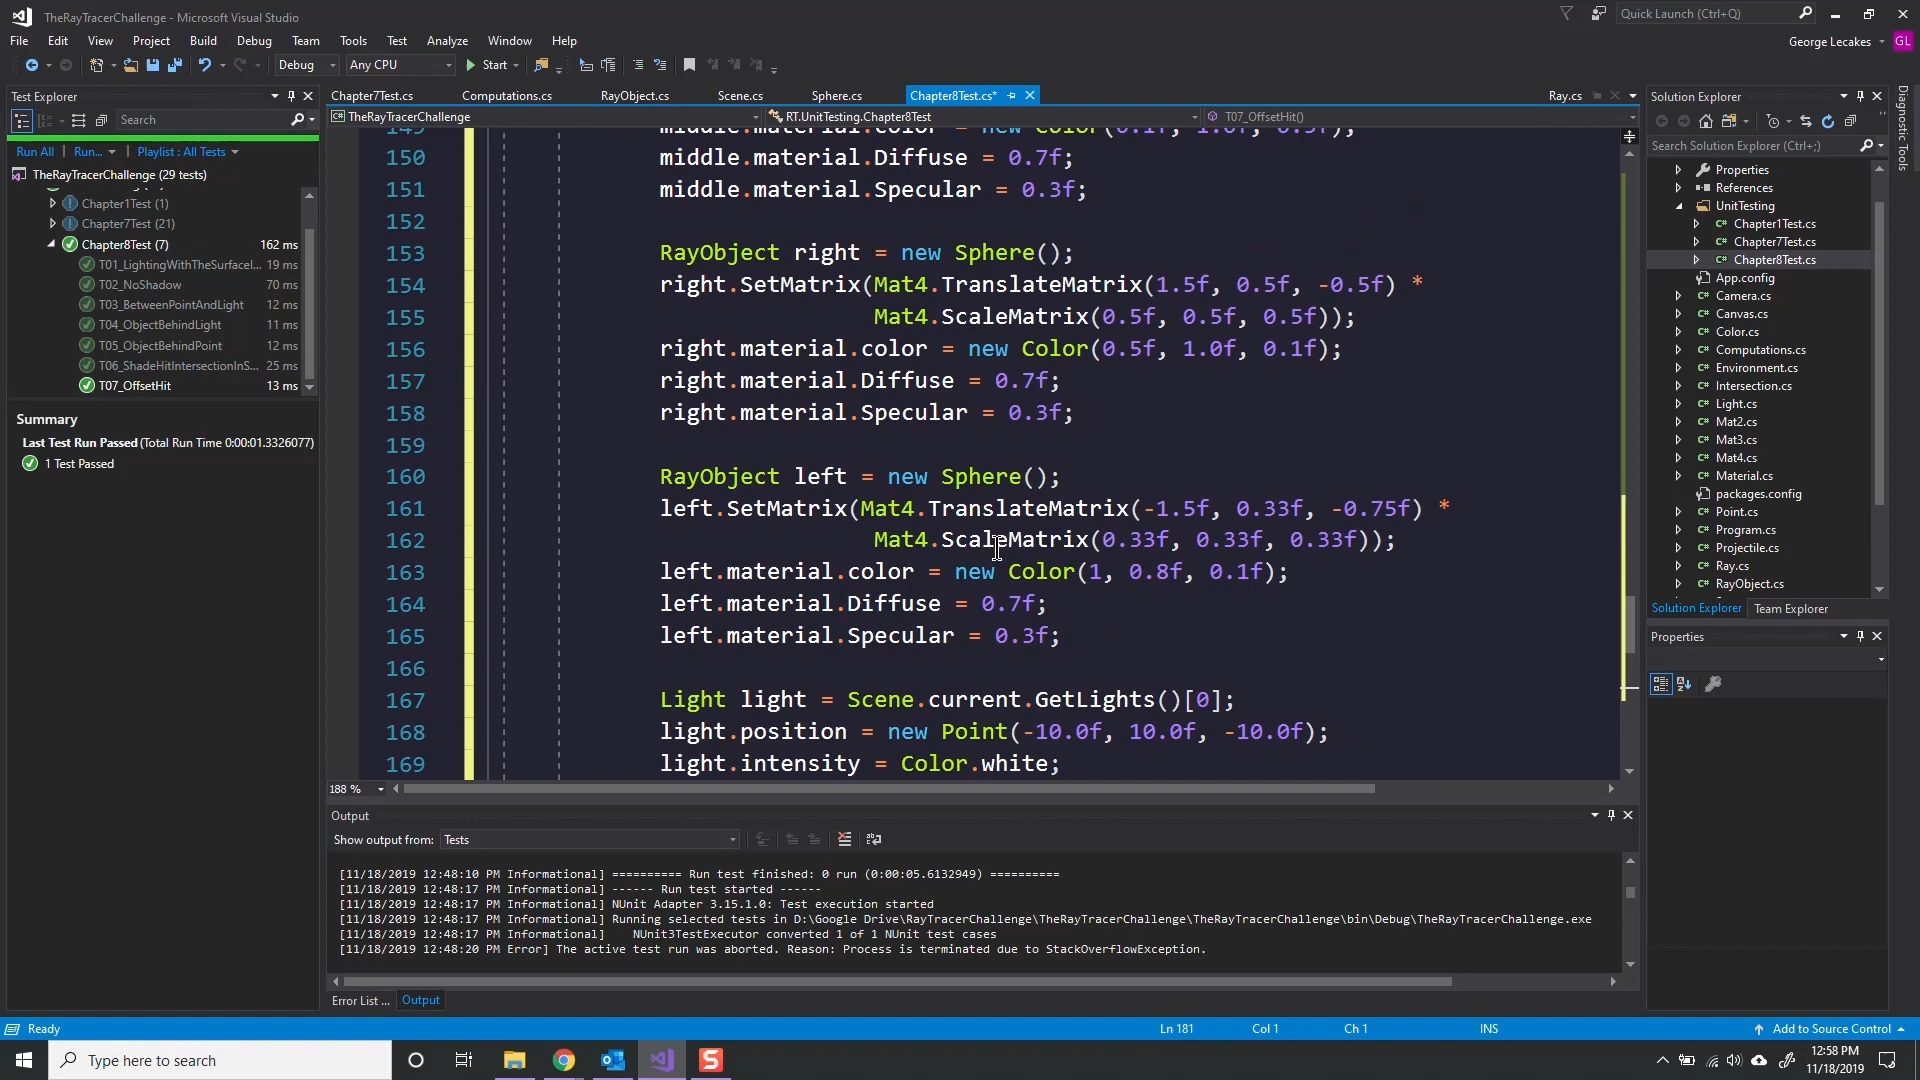 TheRayTracerChallenge - Microsoft Visual Studio
Quick Launch (Ctrl+Q)
File Edit View Project Build Debug Team Tools Test Analyze Window Help
George Lecakes GL
Debug Any CPU Start
Test Explorer
Search
Run All | Run... | Playlist : All Tests
TheRayTracerChallenge (29 tests)
Chapter1Test (1)
Chapter7Test (21)
Chapter8Test (7) 162 ms
T01_LightingWithTheSurfaceI... 19 ms
T02_NoShadow 70 ms
T03_BetweenPointAndLight 12 ms
T04_ObjectBehindLight 11 ms
T05_ObjectBehindPoint 12 ms
T06_ShadeHitIntersectionInS... 25 ms
T07_OffsetHit 13 ms
Summary
Last Test Run Passed (Total Run Time 0:00:01.3326077)
1 Test Passed
Chapter7Test.cs Computations.cs RayObject.cs Scene.cs Sphere.cs Chapter8Test.cs* Ray.cs
TheRayTracerChallenge RT.UnitTesting.Chapter8Test T07_OffsetHit()
149 middle.material.color = new Color(0.1f, 1.0f, 0.5f);
150 middle.material.Diffuse = 0.7f;
151 middle.material.Specular = 0.3f;
152
153 RayObject right = new Sphere();
154 right.SetMatrix(Mat4.TranslateMatrix(1.5f, 0.5f, -0.5f) *
155 Mat4.ScaleMatrix(0.5f, 0.5f, 0.5f));
156 right.material.color = new Color(0.5f, 1.0f, 0.1f);
157 right.material.Diffuse = 0.7f;
158 right.material.Specular = 0.3f;
159
160 RayObject left = new Sphere();
161 left.SetMatrix(Mat4.TranslateMatrix(-1.5f, 0.33f, -0.75f) *
162 Mat4.ScaleMatrix(0.33f, 0.33f, 0.33f));
163 left.material.color = new Color(1, 0.8f, 0.1f);
164 left.material.Diffuse = 0.7f;
165 left.material.Specular = 0.3f;
166
167 Light light = Scene.current.GetLights()[0];
168 light.position = new Point(-10.0f, 10.0f, -10.0f);
169 light.intensity = Color.white;
188 %
Output
Show output from: Tests
[11/18/2019 12:48:10 PM Informational] ========== Run test finished: 0 run (0:00:05.6132949) ==========
[11/18/2019 12:48:17 PM Informational] ------ Run test started ------
[11/18/2019 12:48:17 PM Informational] NUnit Adapter 3.15.1.0: Test execution started
[11/18/2019 12:48:17 PM Informational] Running selected tests in D:\Google Drive\RayTracerChallenge\TheRayTracerChallenge\TheRayTracerChallenge\bin\Debug\TheRayTracerChallenge.exe
[11/18/2019 12:48:17 PM Informational] NUnit3TestExecutor converted 1 of 1 NUnit test cases
[11/18/2019 12:48:20 PM Error] The active test run was aborted. Reason: Process is terminated due to StackOverflowException.
Error List ... Output
Solution Explorer
Search Solution Explorer (Ctrl+;)
Properties
References
UnitTesting
Chapter1Test.cs
Chapter7Test.cs
Chapter8Test.cs
App.config
Camera.cs
Canvas.cs
Color.cs
Computations.cs
Environment.cs
Intersection.cs
Light.cs
Mat2.cs
Mat3.cs
Mat4.cs
Material.cs
packages.config
Point.cs
Program.cs
Projectile.cs
Ray.cs
RayObject.cs
Solution Explorer Team Explorer
Properties
Diagnostic Tools
Ready Ln 181 Col 1 Ch 1 INS Add to Source Control
Type here to search
12:58 PM
11/18/2019